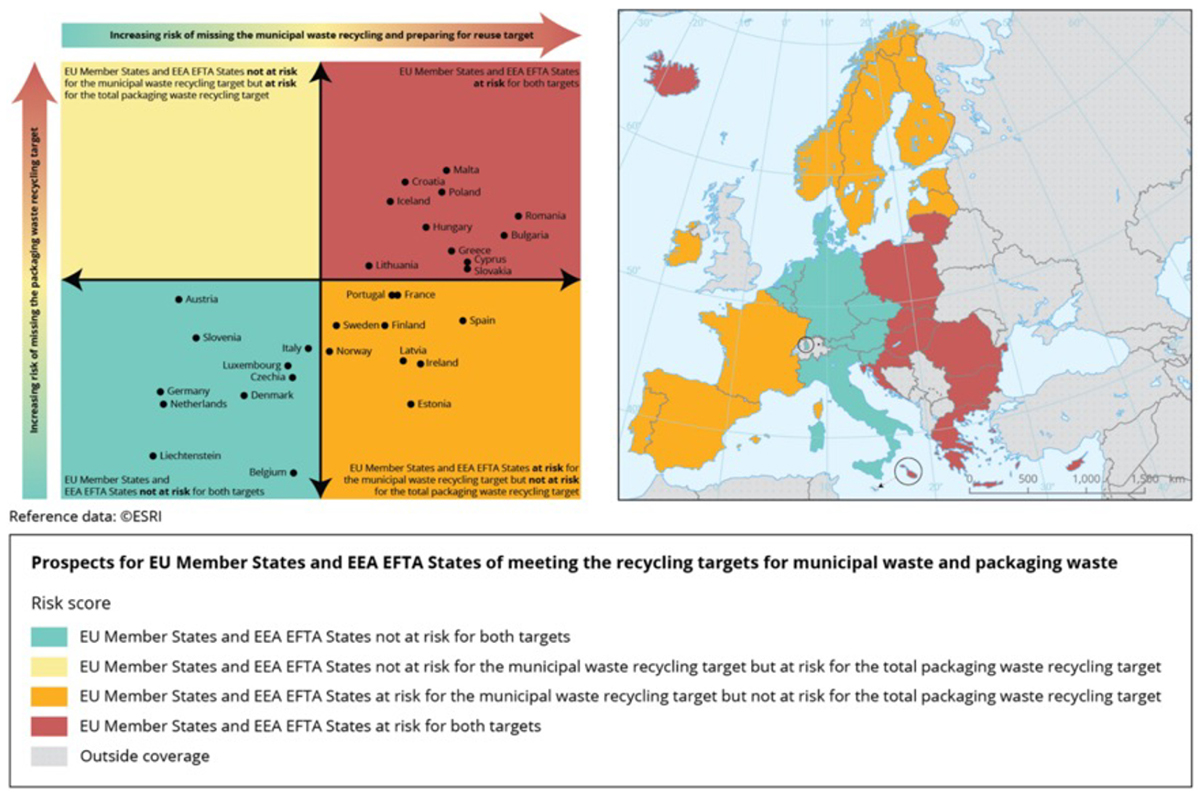 Increasing risk of missing the municipal waste recycling and preparing for reuse target
Increasing risk of missing the packaging waste recycling target
EU Member States and EEA EFTA States not at risk
for the municipal waste recycling target but at risk
for the total packaging waste recycling target
EU Member States and EEA EFTA States
at risk for both targets
Malta
Croatia
Poland
Iceland
Romania
Hungary
Bulgaria
Greece
Cyprus
Lithuania
Slovakia
Austria
Slovenia
Italy
Luxembourg
Czechia
Germany
Denmark
Netherlands
Liechtenstein
Belgium
EU Member States and
EEA EFTA States not at risk for both targets
Portugal
France
Spain
Sweden
Finland
Norway
Latvia
Ireland
Estonia
EU Member States and EEA EFTA States at risk for
the municipal waste recycling target but not at risk
for the total packaging waste recycling target
0 500 1,000 1,500 km
Reference data: ©ESRI
Prospects for EU Member States and EEA EFTA States of meeting the recycling targets for municipal waste and packaging waste
Risk score
EU Member States and EEA EFTA States not at risk for both targets
EU Member States and EEA EFTA States not at risk for the municipal waste recycling target but at risk for the total packaging waste recycling target
EU Member States and EEA EFTA States at risk for the municipal waste recycling target but not at risk for the total packaging waste recycling target
EU Member States and EEA EFTA States at risk for both targets
Outside coverage